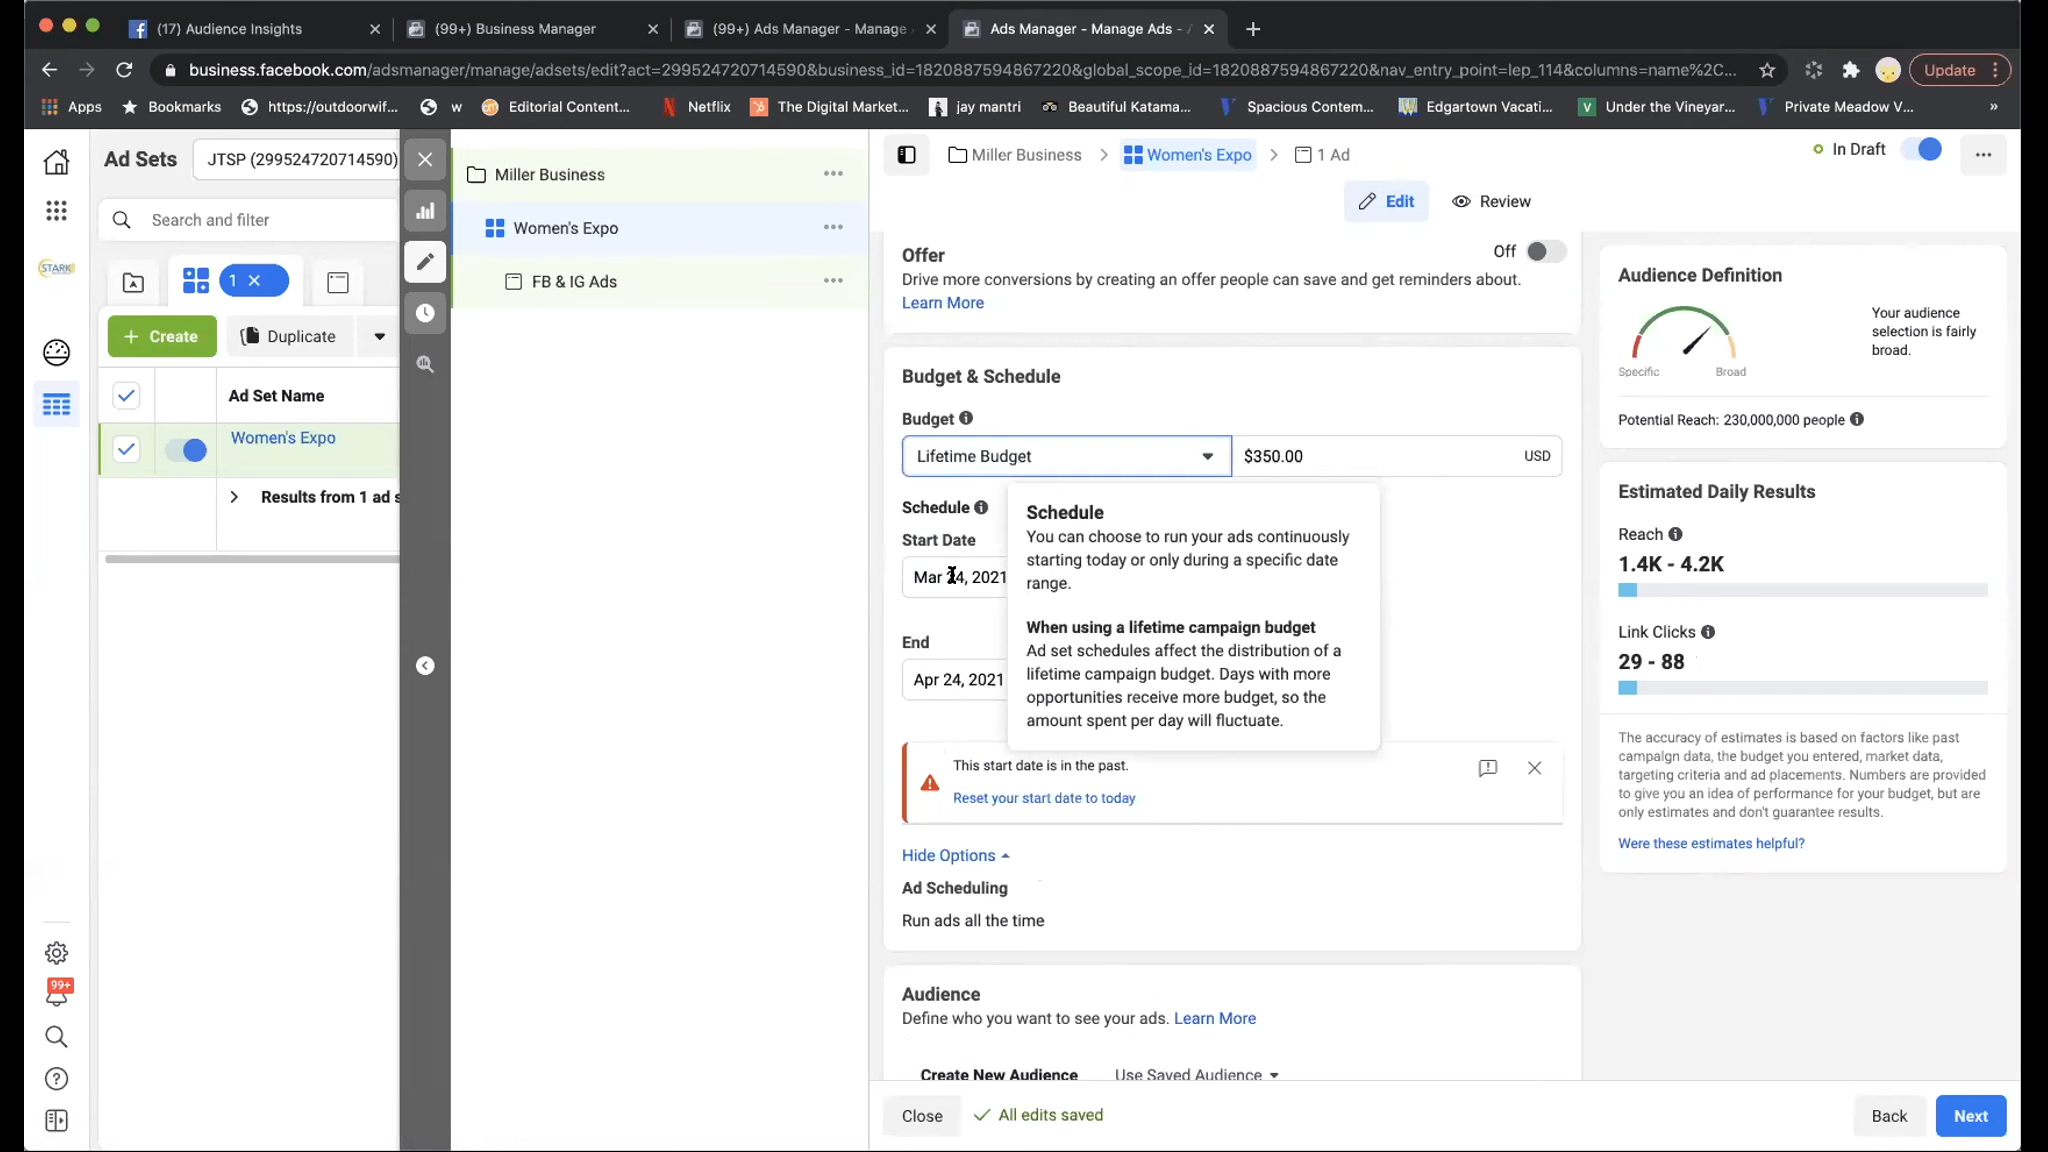 (17) Audience Insights
(99+) Business Manager
(99+) Ads Manager - Manage
Ads Manager - Manage Ads -
business.facebook.com/adsmanager/manage/adsets/edit?act=299524720714590&business_id=1820887594867220&global_scope_id=1820887594867220&nav_entry_point=lep_114&columns=name%2C...
Update
Apps
Bookmarks
https://outdoorwif...
w
Editorial Content...
Netflix
The Digital Market...
jay mantri
Beautiful Katama...
Spacious Contem...
Edgartown Vacati...
Under the Vineyar...
Private Meadow V...
»
Ad Sets
JTSP (299524720714590)
Search and filter
STARK
1
Create
Duplicate
Ad Set Name
Women's Expo
Results from 1 ad s
99+
Miller Business
Women's Expo
FB & IG Ads
Miller Business
Women's Expo
1 Ad
In Draft
Edit
Review
Offer
Off
Drive more conversions by creating an offer people can save and get reminders about.
Learn More
Budget & Schedule
Budget
Lifetime Budget
$350.00
USD
Schedule
Start Date
Mar 24, 2021
End
Apr 24, 2021
Schedule
You can choose to run your ads continuously
starting today or only during a specific date
range.
When using a lifetime campaign budget
Ad set schedules affect the distribution of a
lifetime campaign budget. Days with more
opportunities receive more budget, so the
amount spent per day will fluctuate.
This start date is in the past.
Reset your start date to today
Hide Options
Ad Scheduling
Run ads all the time
Audience
Define who you want to see your ads. Learn More
Create New Audience
Use Saved Audience
Close
All edits saved
Back
Next
Audience Definition
Specific
Broad
Your audience
selection is fairly
broad.
Potential Reach: 230,000,000 people
Estimated Daily Results
Reach
1.4K - 4.2K
Link Clicks
29 - 88
The accuracy of estimates is based on factors like past
campaign data, the budget you entered, market data,
targeting criteria and ad placements. Numbers are provided
to give you an idea of performance for your budget, but are
only estimates and don't guarantee results.
Were these estimates helpful?